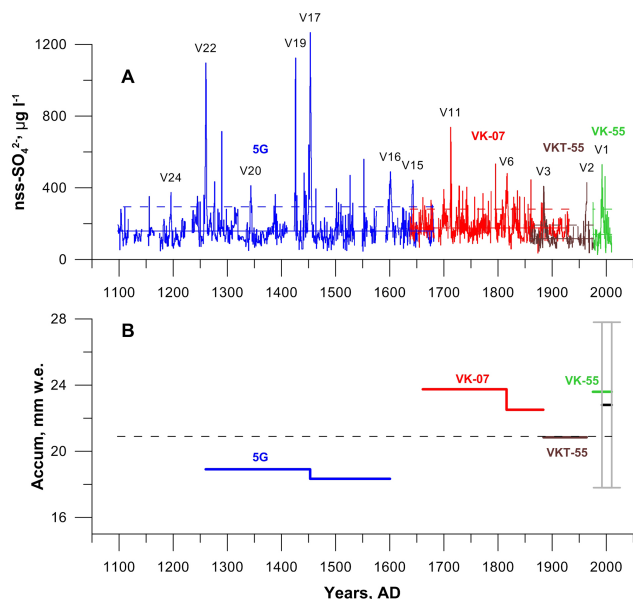 V17
V19
V22
1200
A
nss-SO₄²⁻, µg l⁻¹
800
V11
VK-07
VK-55
5G
VKT-55
V1
V16
V15
V6
V3
V2
V24
V20
400
0
1100 1200 1300 1400 1500 1600 1700 1800 1900 2000
28
B
Accum, mm w.e.
24
VK-07
VK-55
20
5G
VKT-55
16
1100 1200 1300 1400 1500 1600 1700 1800 1900 2000
Years, AD